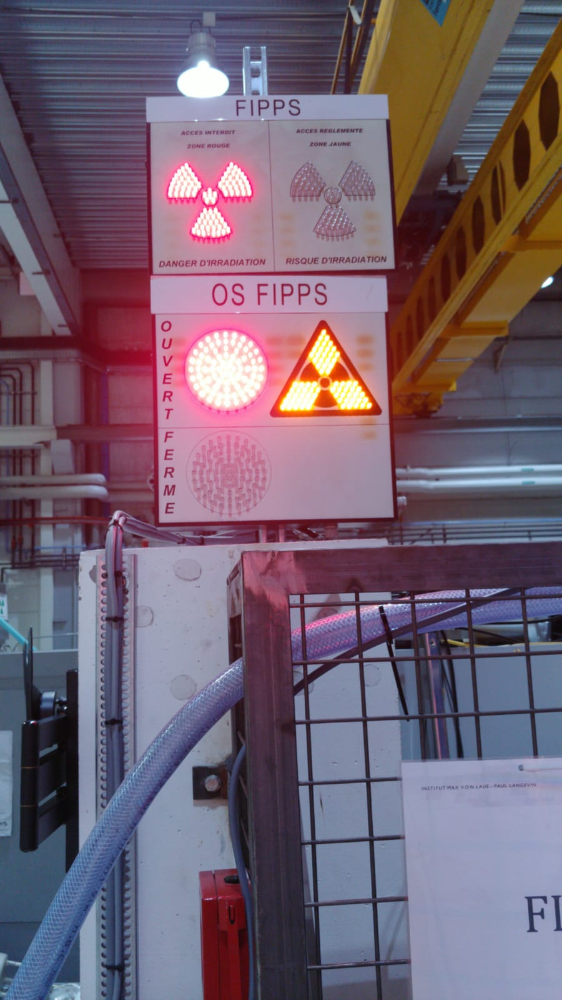 FIPPS
ACCES INTERDIT
ZONE ROUGE
DANGER D'IRRADIATION
ACCES REGLEMENTE
ZONE JAUNE
RISQUE D'IRRADIATION
OS FIPPS
OUVERT
FERME
INSTITUT MAX VON LAUE - PAUL LANGEVIN
FI